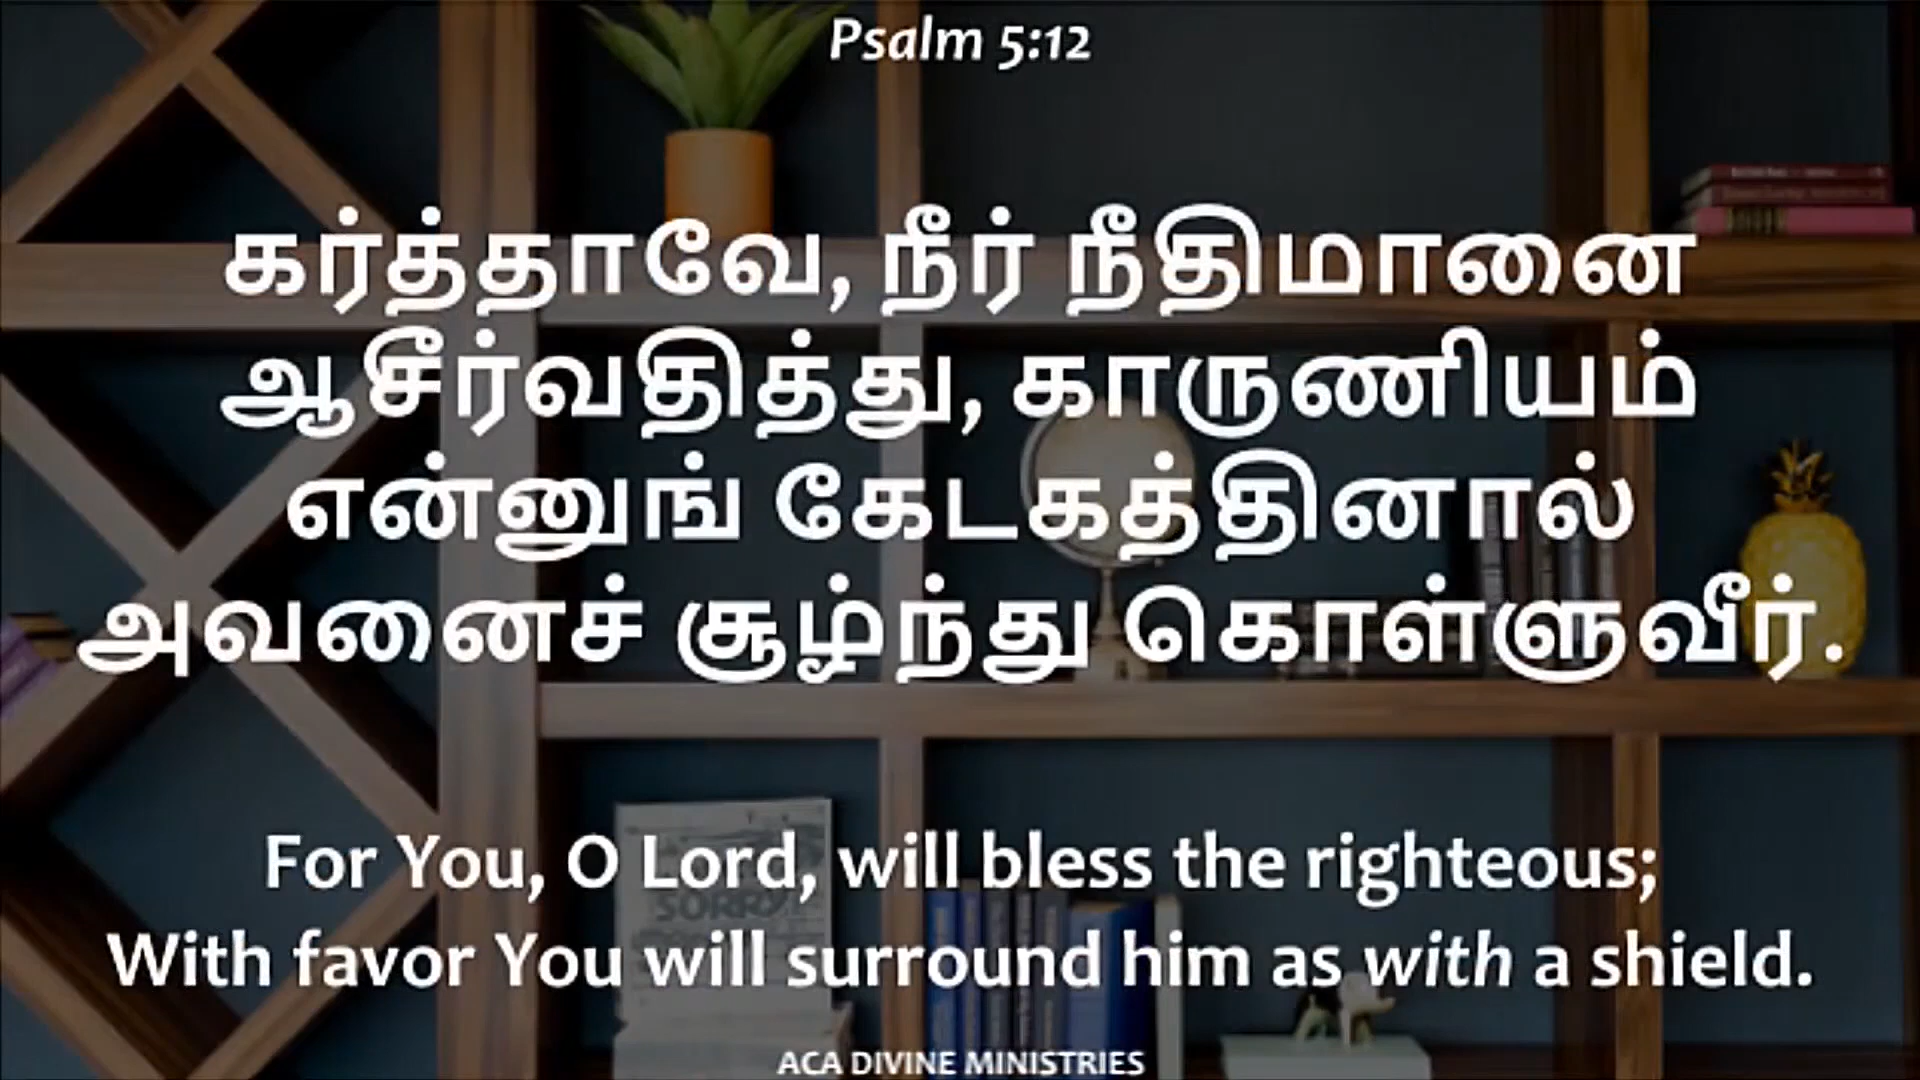 Psalm 5:12
கர்த்தாவே, நீர் நீதிமானை
ஆசீர்வதித்து, காருணியம்
என்னுங் கேடகத்தினால்
அவனைச் சூழ்ந்து கொள்ளுவீர்.
For You, O Lord, will bless the righteous;
With favor You will surround him as with a shield.
SORRY
ACA DIVINE MINISTRIES